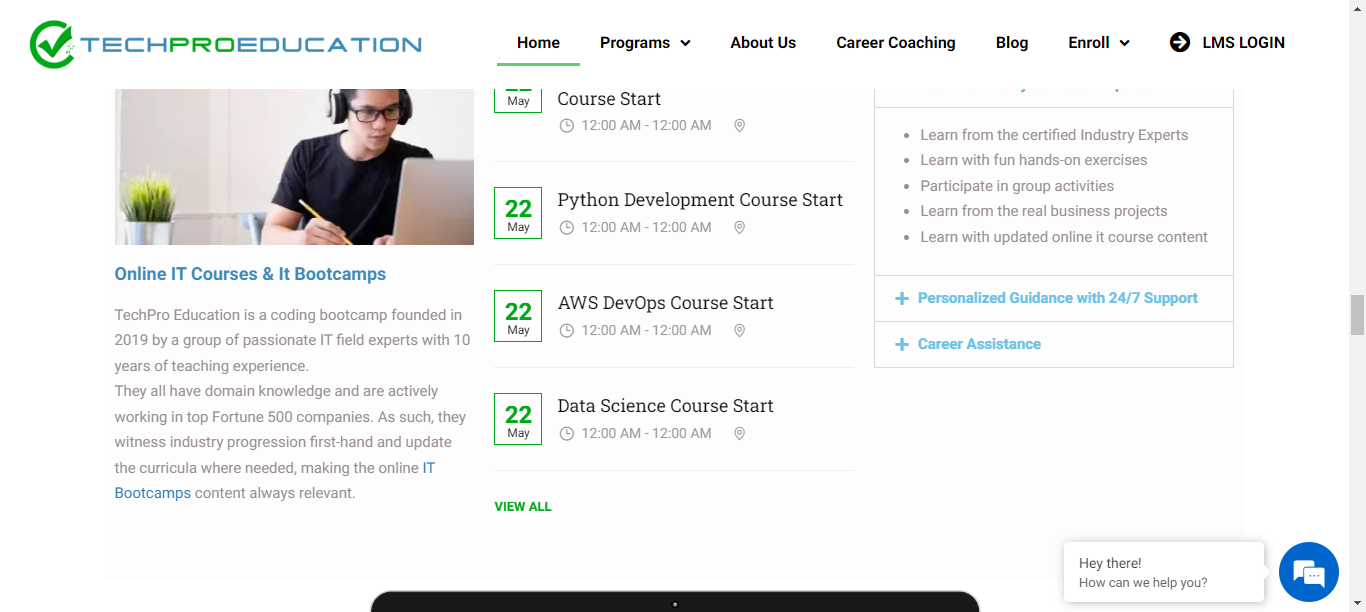 TECHPROEDUCATION
Home
Programs
About Us
Career Coaching
Blog
Enroll
LMS LOGIN
Online IT Courses & It Bootcamps
TechPro Education is a coding bootcamp founded in
2019 by a group of passionate IT field experts with 10
years of teaching experience.
They all have domain knowledge and are actively
working in top Fortune 500 companies. As such, they
witness industry progression first-hand and update
the curricula where needed, making the online IT
Bootcamps content always relevant.
May
Course Start
12:00 AM - 12:00 AM
22
May
Python Development Course Start
12:00 AM - 12:00 AM
22
May
AWS DevOps Course Start
12:00 AM - 12:00 AM
22
May
Data Science Course Start
12:00 AM - 12:00 AM
VIEW ALL
Learn from the certified Industry Experts
Learn with fun hands-on exercises
Participate in group activities
Learn from the real business projects
Learn with updated online it course content
Personalized Guidance with 24/7 Support
Career Assistance
Hey there!
How can we help you?